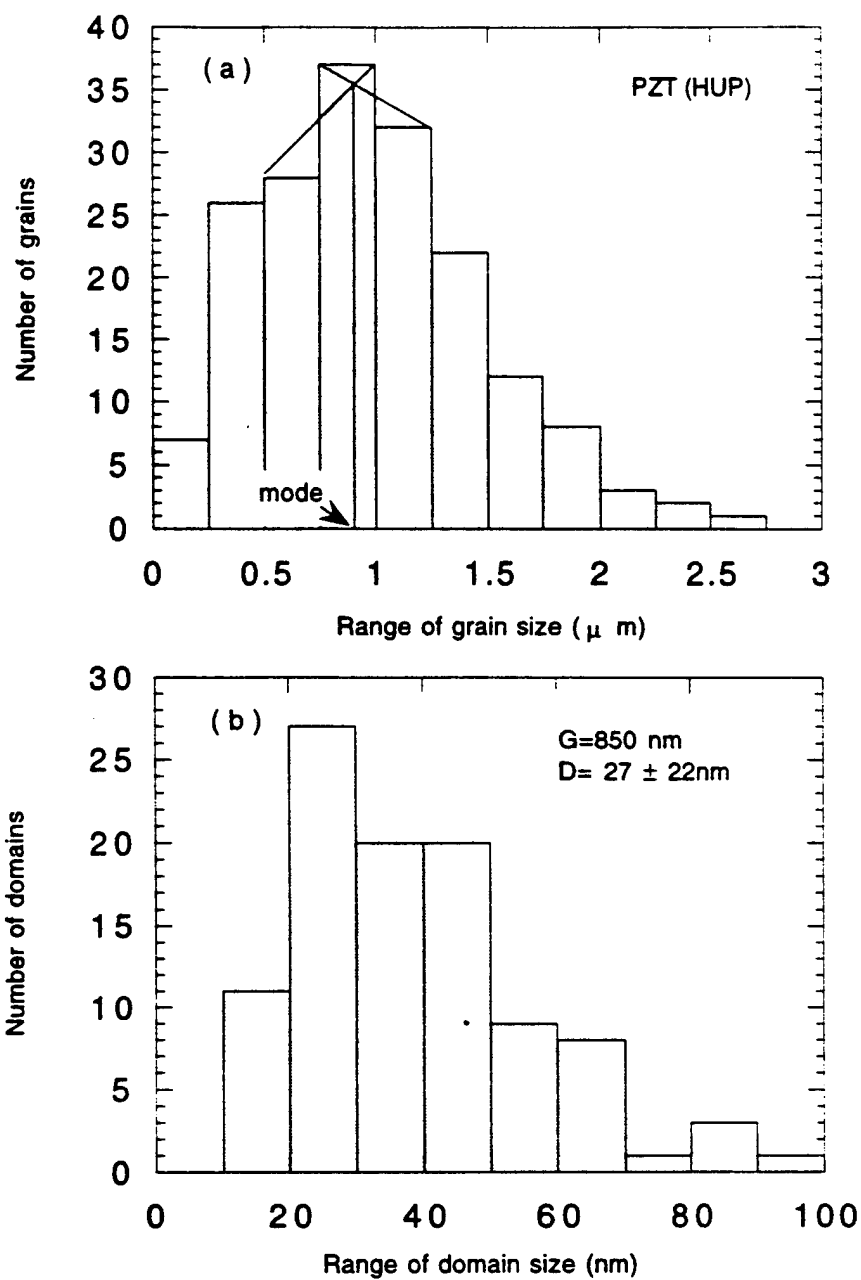 (a)
PZT (HUP)
40
35
30
25
20
15
10
5
0
Number of grains
mode
0 0.5 1 1.5 2 2.5 3
Range of grain size (μ m)
(b)
G=850 nm
D= 27 ± 22nm
30
25
20
15
10
5
0
Number of domains
0 20 40 60 80 100
Range of domain size (nm)